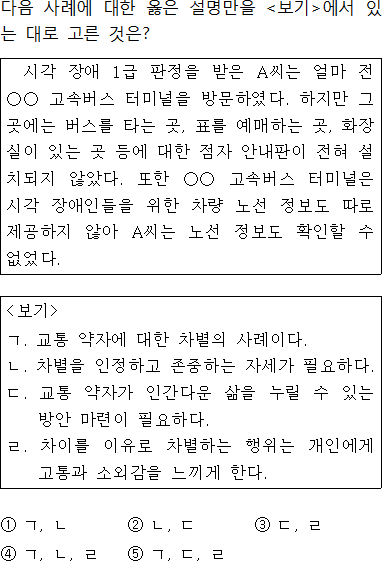 다음 사례에 대한 옳은 설명만을 <보기>에서 있
는 대로 고른 것은?
시각 장애 1급 판정을 받은 A씨는 얼마 전
○○ 고속버스 터미널을 방문하였다. 하지만 그
곳에는 버스를 타는 곳, 표를 예매하는 곳, 화장
실이 있는 곳 등에 대한 점자 안내판이 전혀 설
치되지 않았다. 또한 ○○ 고속버스 터미널은
시각 장애인들을 위한 차량 노선 정보도 따로
제공하지 않아 A씨는 노선 정보도 확인할 수
없었다.
<보기>
ㄱ. 교통 약자에 대한 차별의 사례이다.
ㄴ. 차별을 인정하고 존중하는 자세가 필요하다.
ㄷ. 교통 약자가 인간다운 삶을 누릴 수 있는
방안 마련이 필요하다.
ㄹ. 차이를 이유로 차별하는 행위는 개인에게
고통과 소외감을 느끼게 한다.
① ㄱ, ㄴ ② ㄴ, ㄷ ③ ㄷ, ㄹ
④ ㄱ, ㄴ, ㄹ ⑤ ㄱ, ㄷ, ㄹ